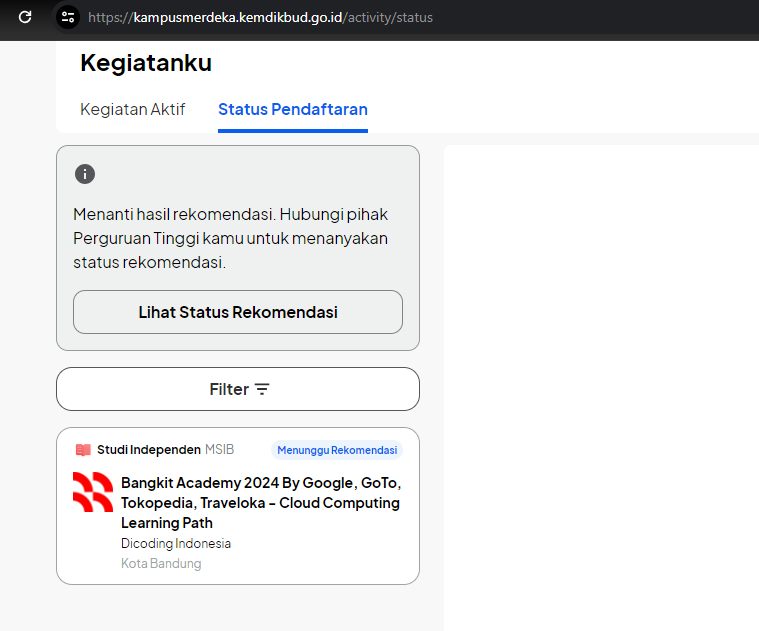 https://kampusmerdeka.kemdikbud.go.id/activity/status
Kegiatanku
Kegiatan Aktif
Status Pendaftaran
Menanti hasil rekomendasi. Hubungi pihak
Perguruan Tinggi kamu untuk menanyakan
status rekomendasi.
Lihat Status Rekomendasi
Filter
Studi Independen MSIB
Menunggu Rekomendasi
Bangkit Academy 2024 By Google, GoTo,
Tokopedia, Traveloka - Cloud Computing
Learning Path
Dicoding Indonesia
Kota Bandung